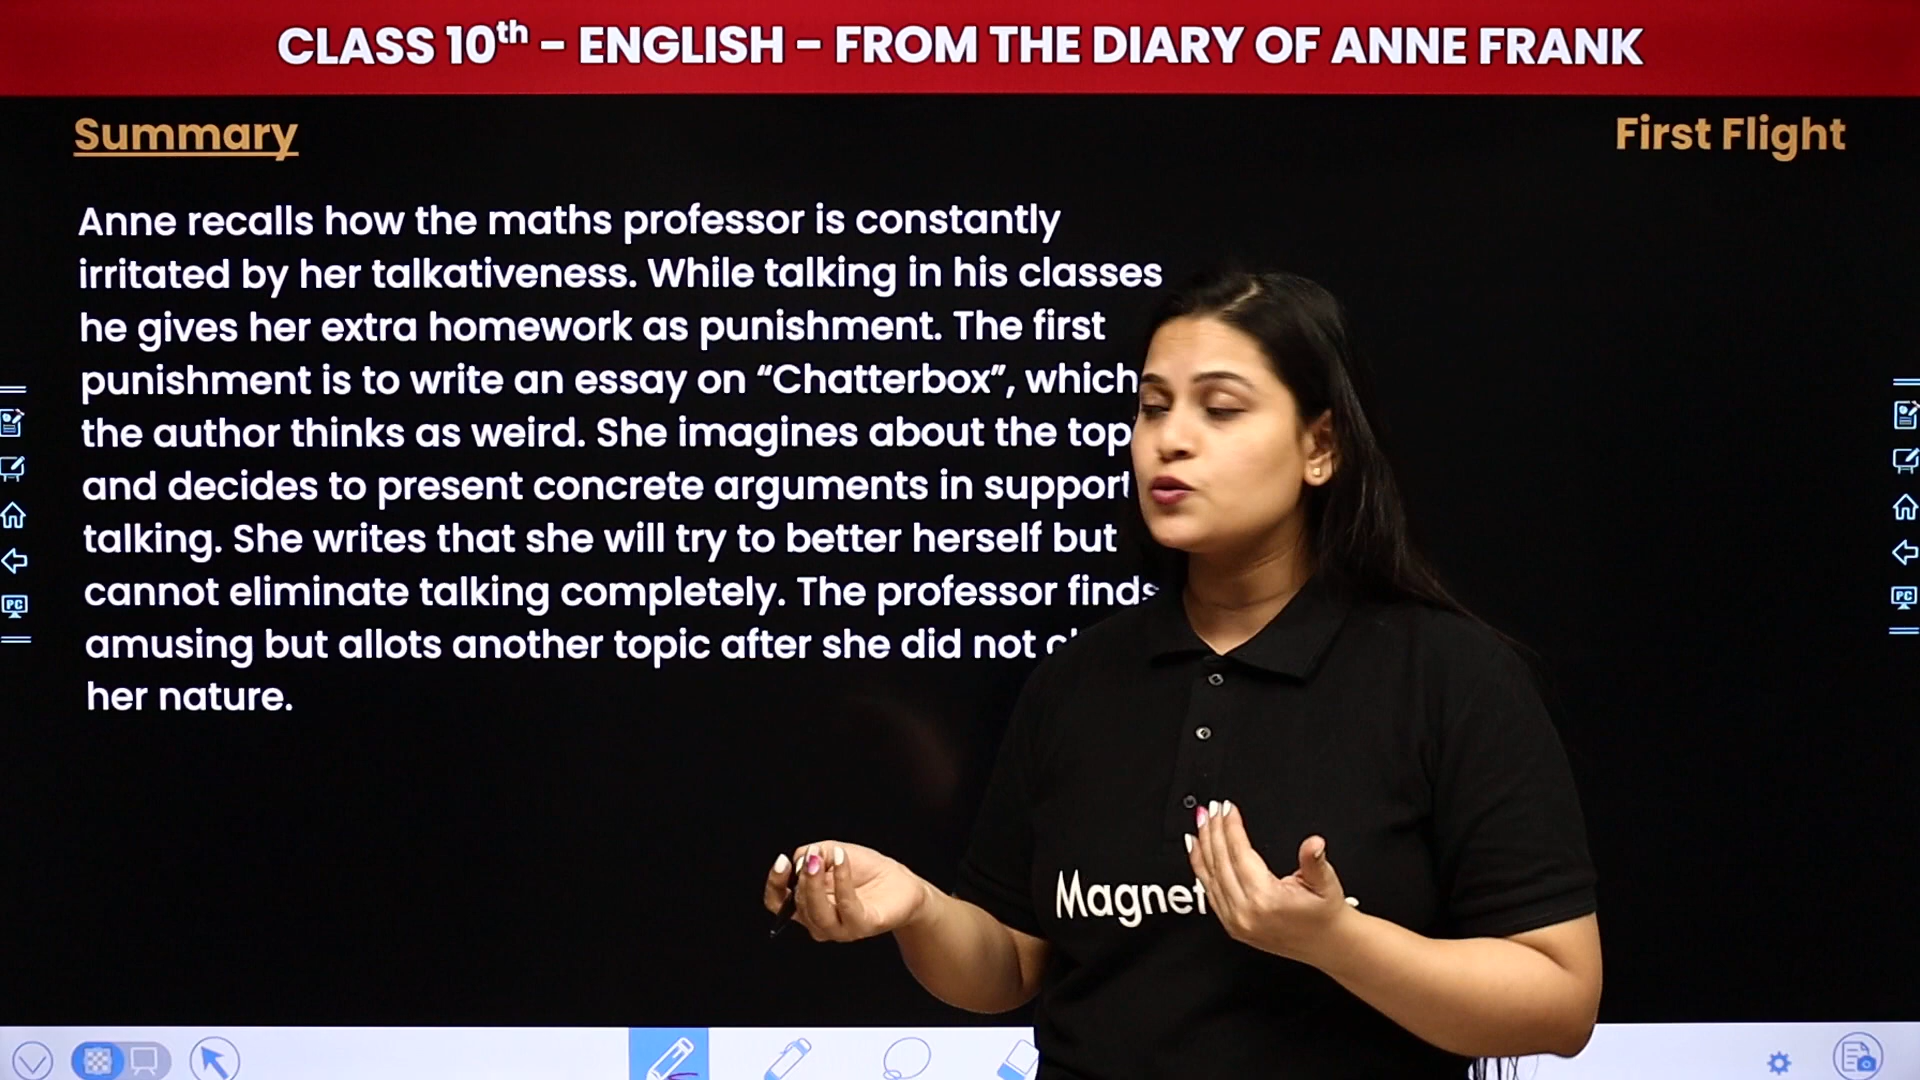 CLASS 10th - ENGLISH - FROM THE DIARY OF ANNE FRANK
Summary
First Flight
Anne recalls how the maths professor is constantly
irritated by her talkativeness. While talking in his classes
he gives her extra homework as punishment. The first
punishment is to write an essay on “Chatterbox”, which
the author thinks as weird. She imagines about the
and decides to present concrete arguments in support
talking. She writes that she will try to better herself but
cannot eliminate talking completely. The professor finds
amusing but allots another topic after she did not
her nature.
Magnet
PC
PC